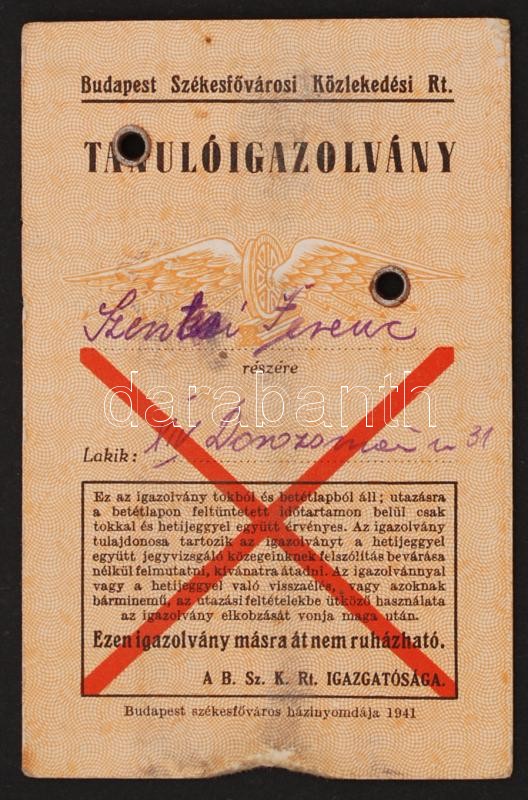 Budapest Székesfővárosi Közlekedési Rt.
TANULÓIGAZOLVÁNY
Szentesi Ferenc
részére
darabanth
Lakik: XIV Dorozsmai u 31
Ez az igazolvány tokból és betétlapból áll; utazásra
a betétlapon feltüntetett időtartamon belül csak
tokkal és hetijeggyel együtt érvényes. Az igazolvány
tulajdonosa tartozik az igazolványt a hetijeggyel
együtt jegyvizsgáló közegeinknek felszólítás bevárása
nélkül felmutatni, kívánatra átadni. Az igazolvánnyal
vagy a hetijeggyel való visszaélés, vagy azoknak
bárminemű, az utazási feltételekbe ütköző használata
az igazolvány elkobzását vonja maga után.
Ezen igazolvány másra át nem ruházható.
A B. Sz. K. Rt. IGAZGATÓSÁGA.
Budapest székesfőváros házinyomdája 1941